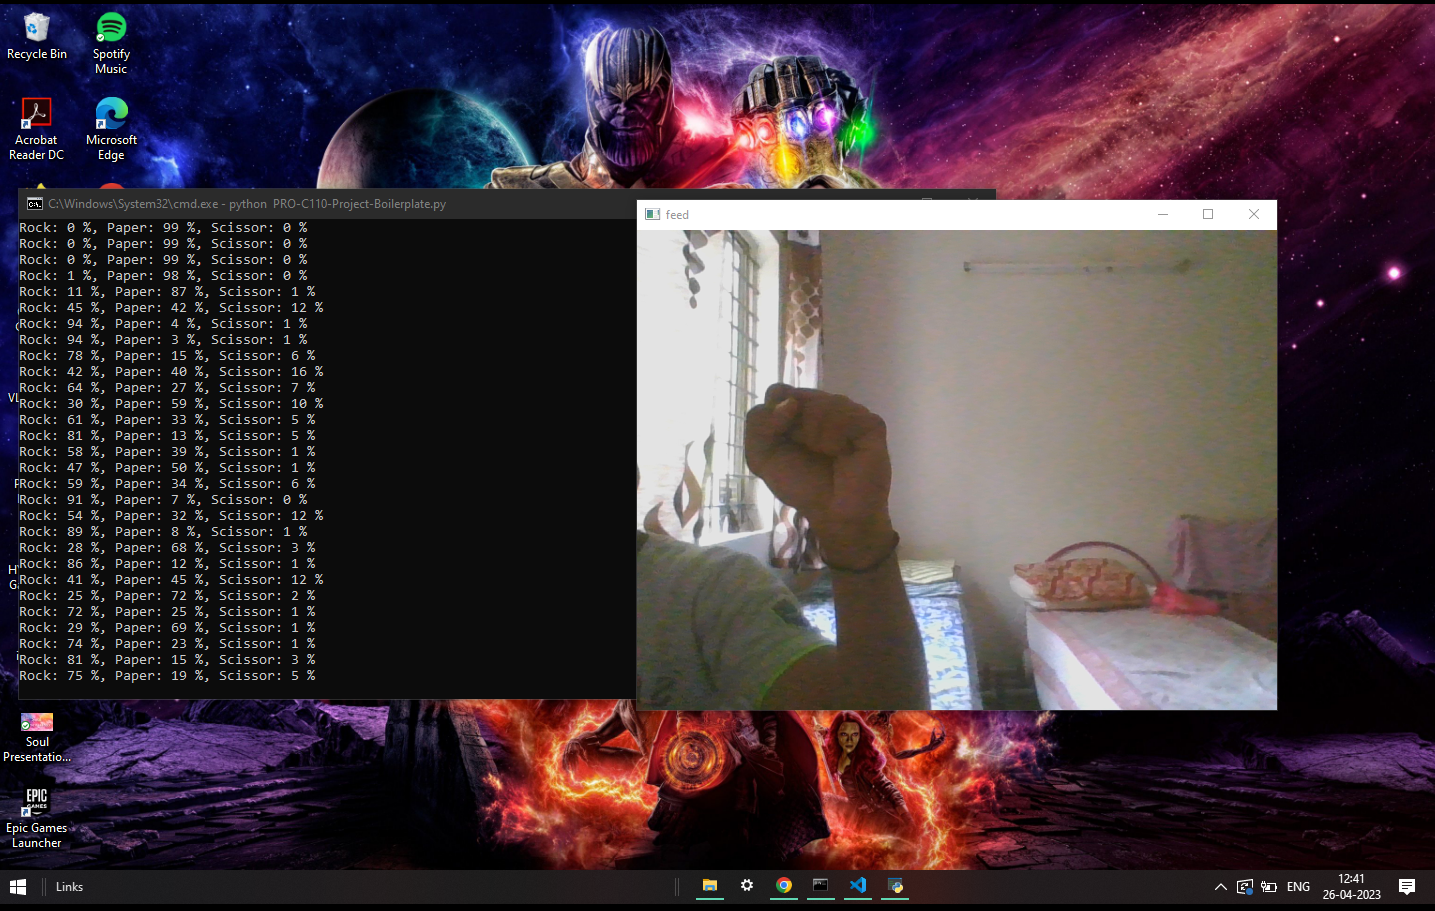 Recycle Bin
Spotify
Music
Acrobat
Reader DC
Microsoft
Edge
C:\Windows\System32\cmd.exe - python  PRO-C110-Project-Boilerplate.py
Rock: 0 %, Paper: 99 %, Scissor: 0 %
Rock: 0 %, Paper: 99 %, Scissor: 0 %
Rock: 0 %, Paper: 99 %, Scissor: 0 %
Rock: 1 %, Paper: 98 %, Scissor: 0 %
Rock: 11 %, Paper: 87 %, Scissor: 1 %
Rock: 45 %, Paper: 42 %, Scissor: 12 %
Rock: 94 %, Paper: 4 %, Scissor: 1 %
Rock: 94 %, Paper: 3 %, Scissor: 1 %
Rock: 78 %, Paper: 15 %, Scissor: 6 %
Rock: 42 %, Paper: 40 %, Scissor: 16 %
Rock: 64 %, Paper: 27 %, Scissor: 7 %
Rock: 30 %, Paper: 59 %, Scissor: 10 %
Rock: 61 %, Paper: 33 %, Scissor: 5 %
Rock: 81 %, Paper: 13 %, Scissor: 5 %
Rock: 58 %, Paper: 39 %, Scissor: 1 %
Rock: 47 %, Paper: 50 %, Scissor: 1 %
Rock: 59 %, Paper: 34 %, Scissor: 6 %
Rock: 91 %, Paper: 7 %, Scissor: 0 %
Rock: 54 %, Paper: 32 %, Scissor: 12 %
Rock: 89 %, Paper: 8 %, Scissor: 1 %
Rock: 28 %, Paper: 68 %, Scissor: 3 %
Rock: 86 %, Paper: 12 %, Scissor: 1 %
Rock: 41 %, Paper: 45 %, Scissor: 12 %
Rock: 25 %, Paper: 72 %, Scissor: 2 %
Rock: 72 %, Paper: 25 %, Scissor: 1 %
Rock: 29 %, Paper: 69 %, Scissor: 1 %
Rock: 74 %, Paper: 23 %, Scissor: 1 %
Rock: 81 %, Paper: 15 %, Scissor: 3 %
Rock: 75 %, Paper: 19 %, Scissor: 5 %
feed
Soul
Presentatio...
EPIC
GAMES
Epic Games
Launcher
Links
ENG
12:41
26-04-2023